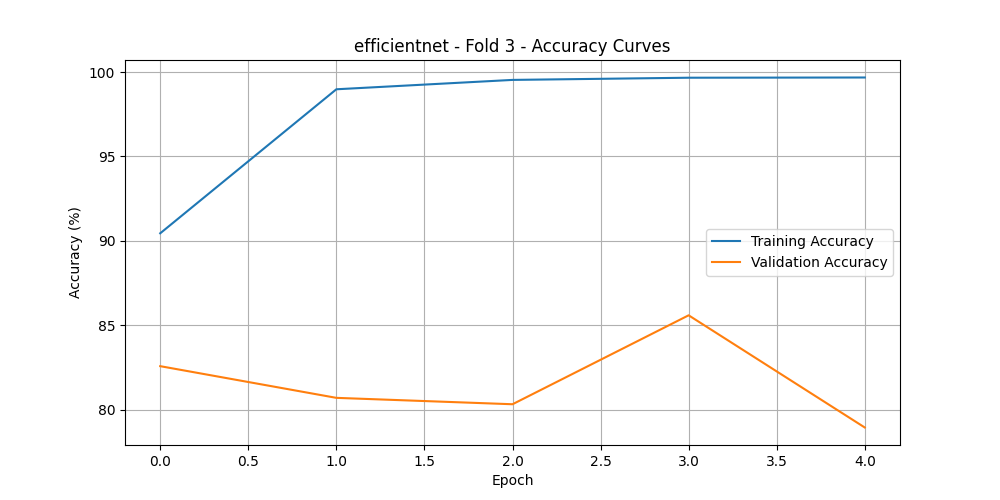 efficientnet - Fold 3 - Accuracy Curves
100
95
90
85
80
Accuracy (%)
Training Accuracy
Validation Accuracy
0.0 0.5 1.0 1.5 2.0 2.5 3.0 3.5 4.0
Epoch